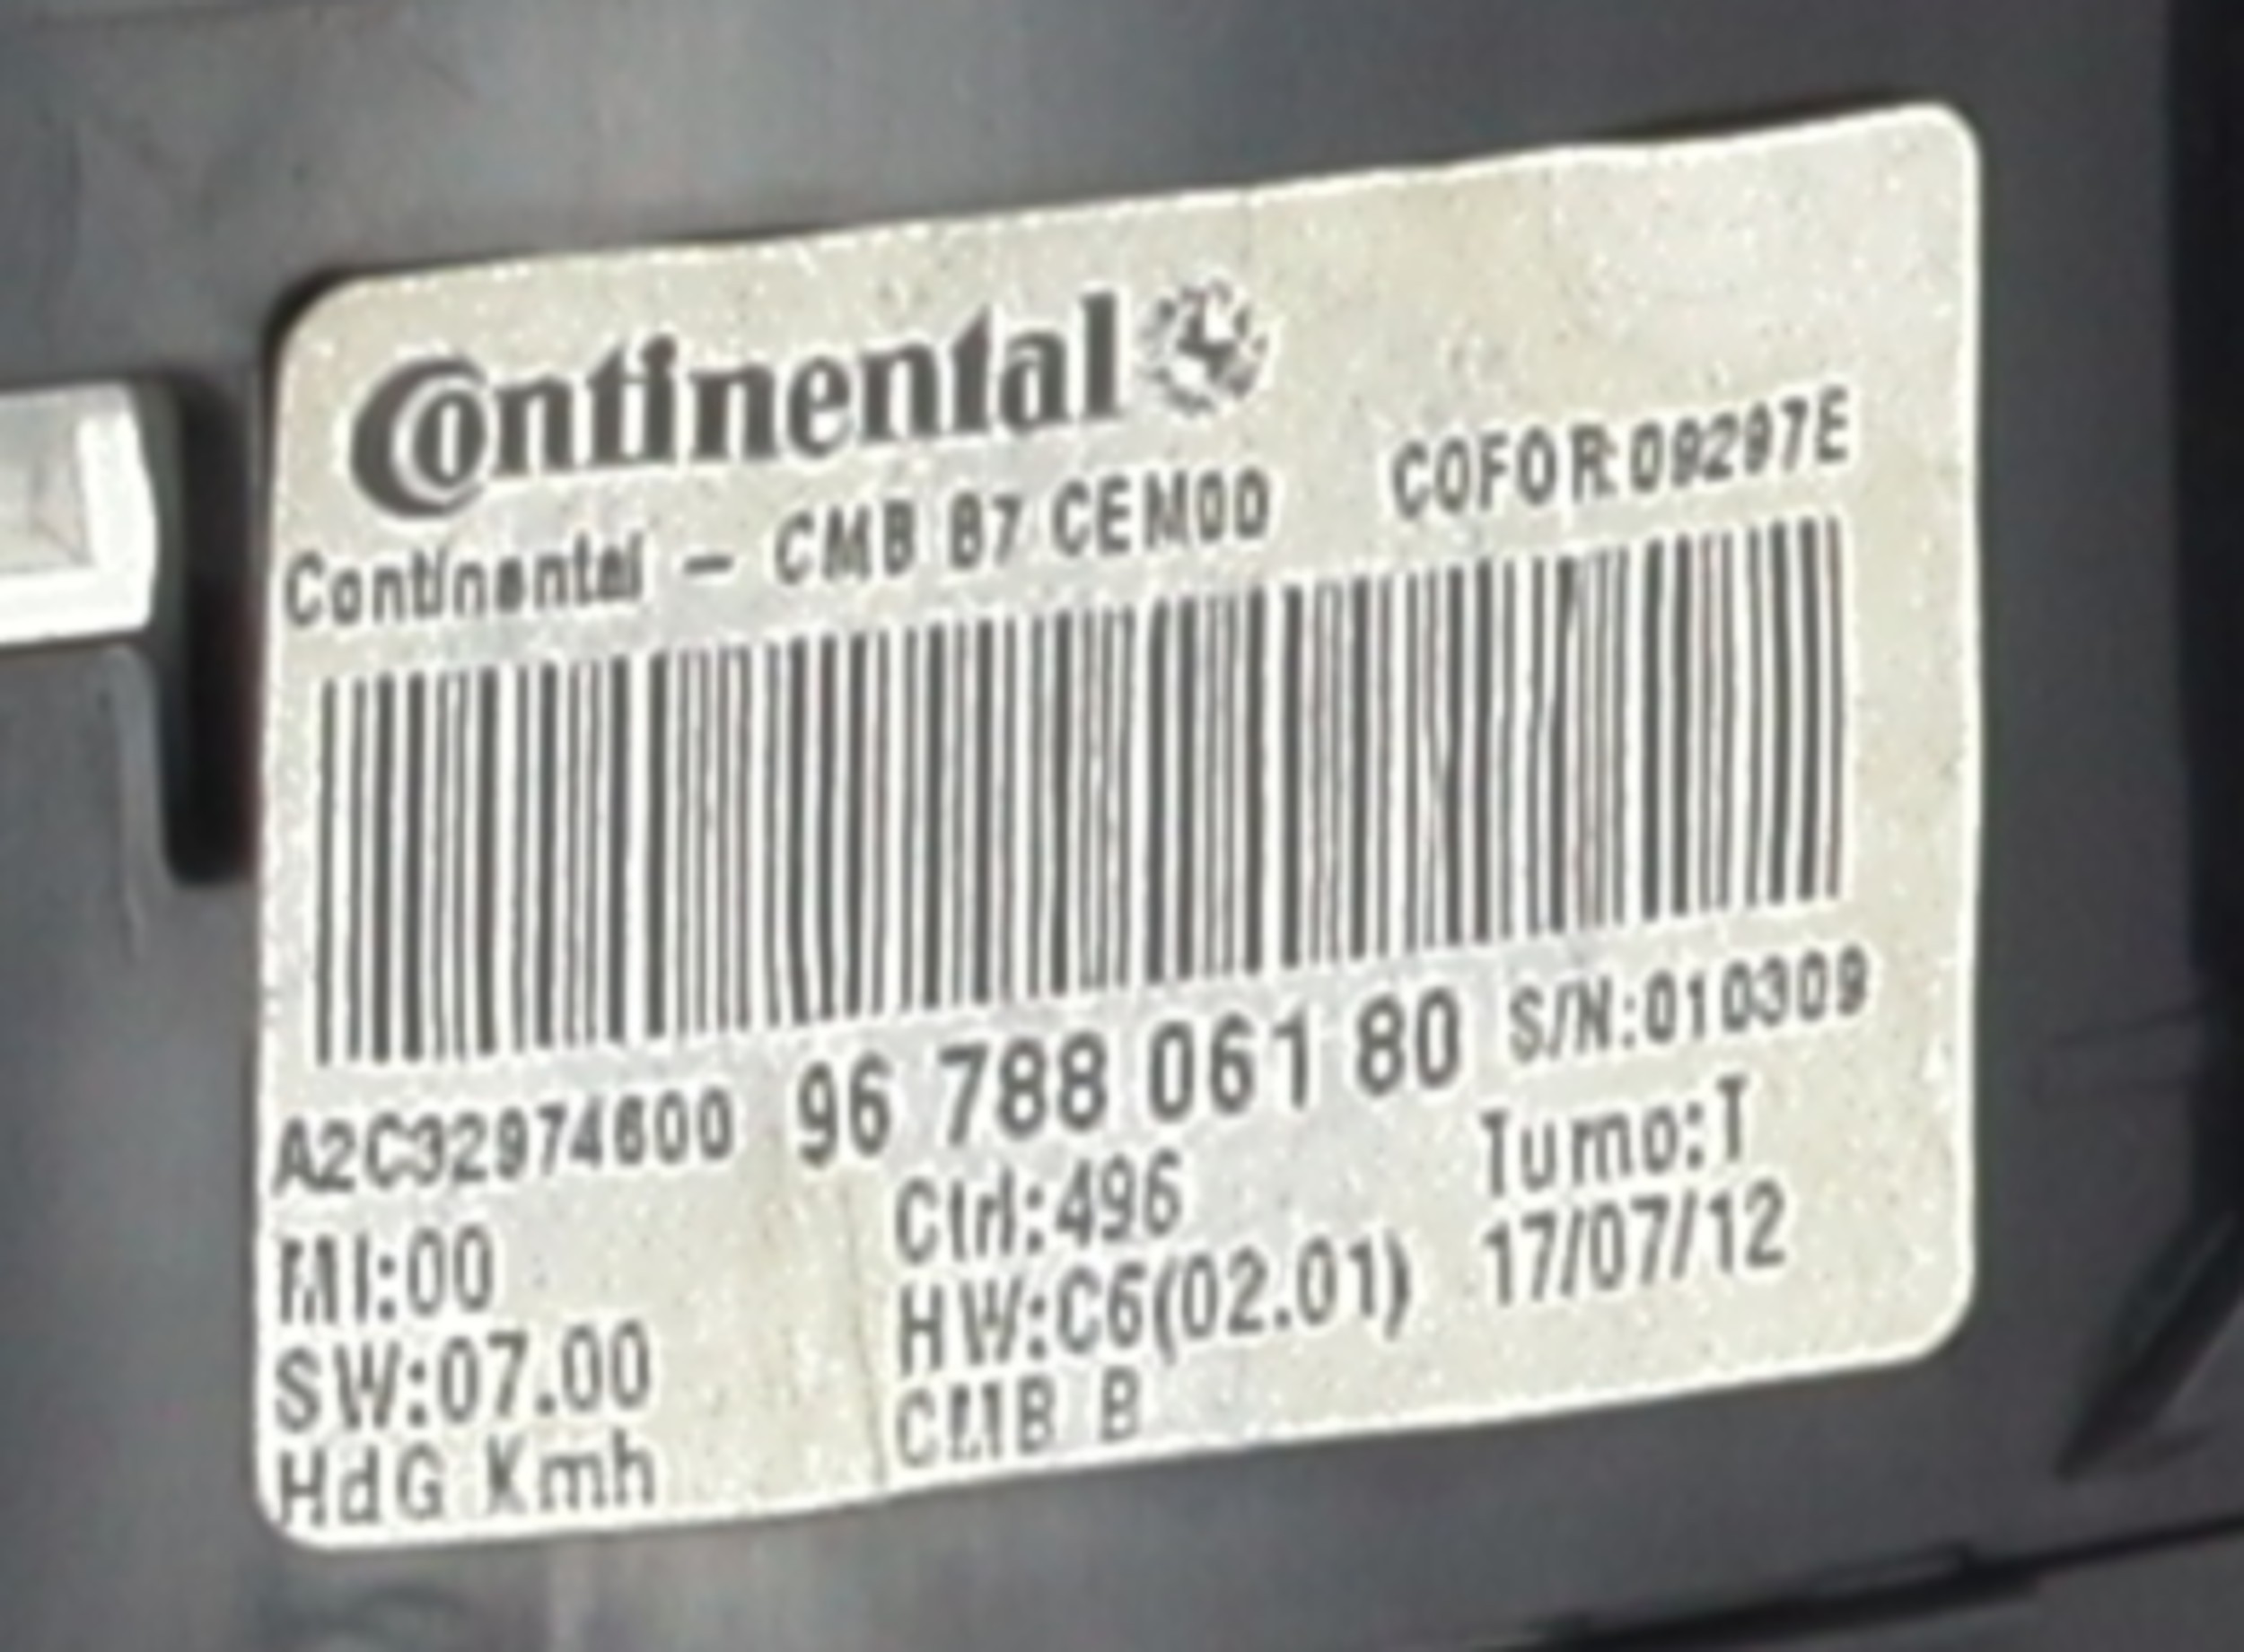 Continental
Continental - CMB B7 CEM00 COFOR:09297E
A2C32974600 96 788 061 80 S/N:010309
MI:00 Ctrl:496 Turno:T
SW:07.00 HW:C6(02.01) 17/07/12
HdG Kmh CMB B